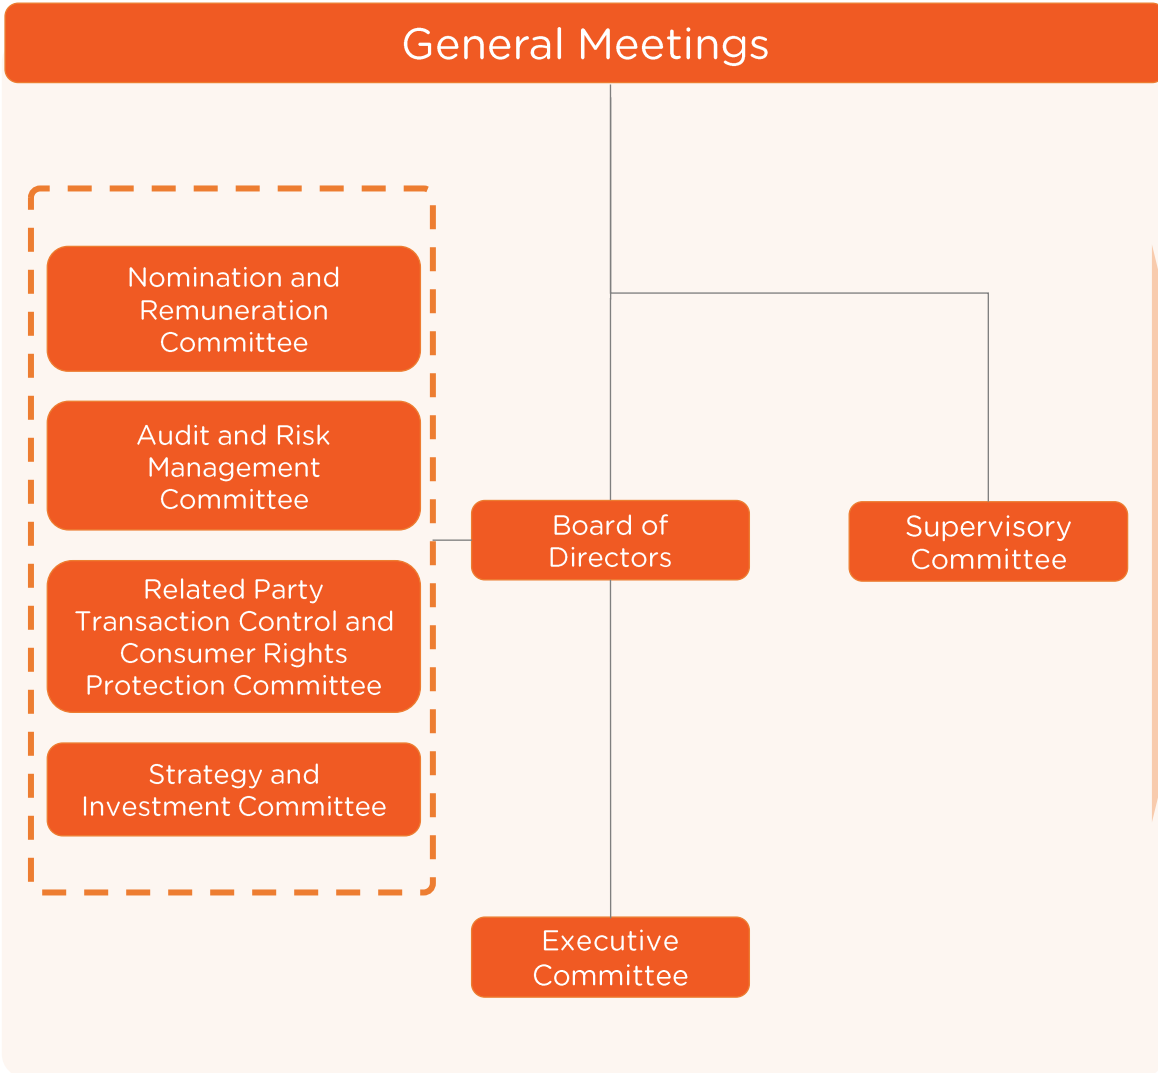 General Meetings
Nomination and
Remuneration
Committee
Audit and Risk
Management
Committee
Related Party
Transaction Control and
Consumer Rights
Protection Committee
Strategy and
Investment Committee
Board of
Directors
Supervisory
Committee
Executive
Committee